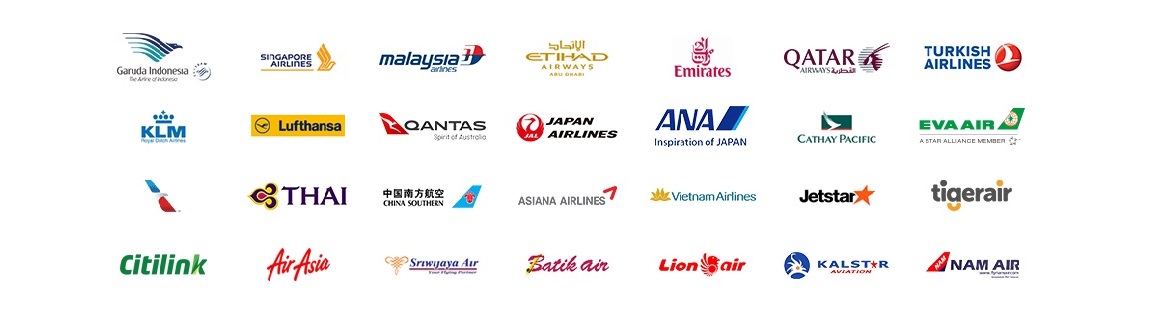 Garuda Indonesia
The Airline of Indonesia
SINGAPORE
AIRLINES
malaysia
airlines
الإتحاد
ETIHAD
AIRWAYS
ABU DHABI
Emirates
QATAR
AIRWAYS القطرية
TURKISH
AIRLINES
KLM
Royal Dutch Airlines
Lufthansa
QANTAS
Spirit of Australia
JAL
JAPAN
AIRLINES
ANA
Inspiration of JAPAN
CATHAY PACIFIC
EVA AIR
A STAR ALLIANCE MEMBER
THAI
中国南方航空
CHINA SOUTHERN
ASIANA AIRLINES
Vietnam Airlines
Jetstar
tigerair
Citilink
AirAsia
Sriwijaya Air
Your Flying Partner
Batik air
Lion air
KALSTAR
AVIATION
NAM
NAM AIR